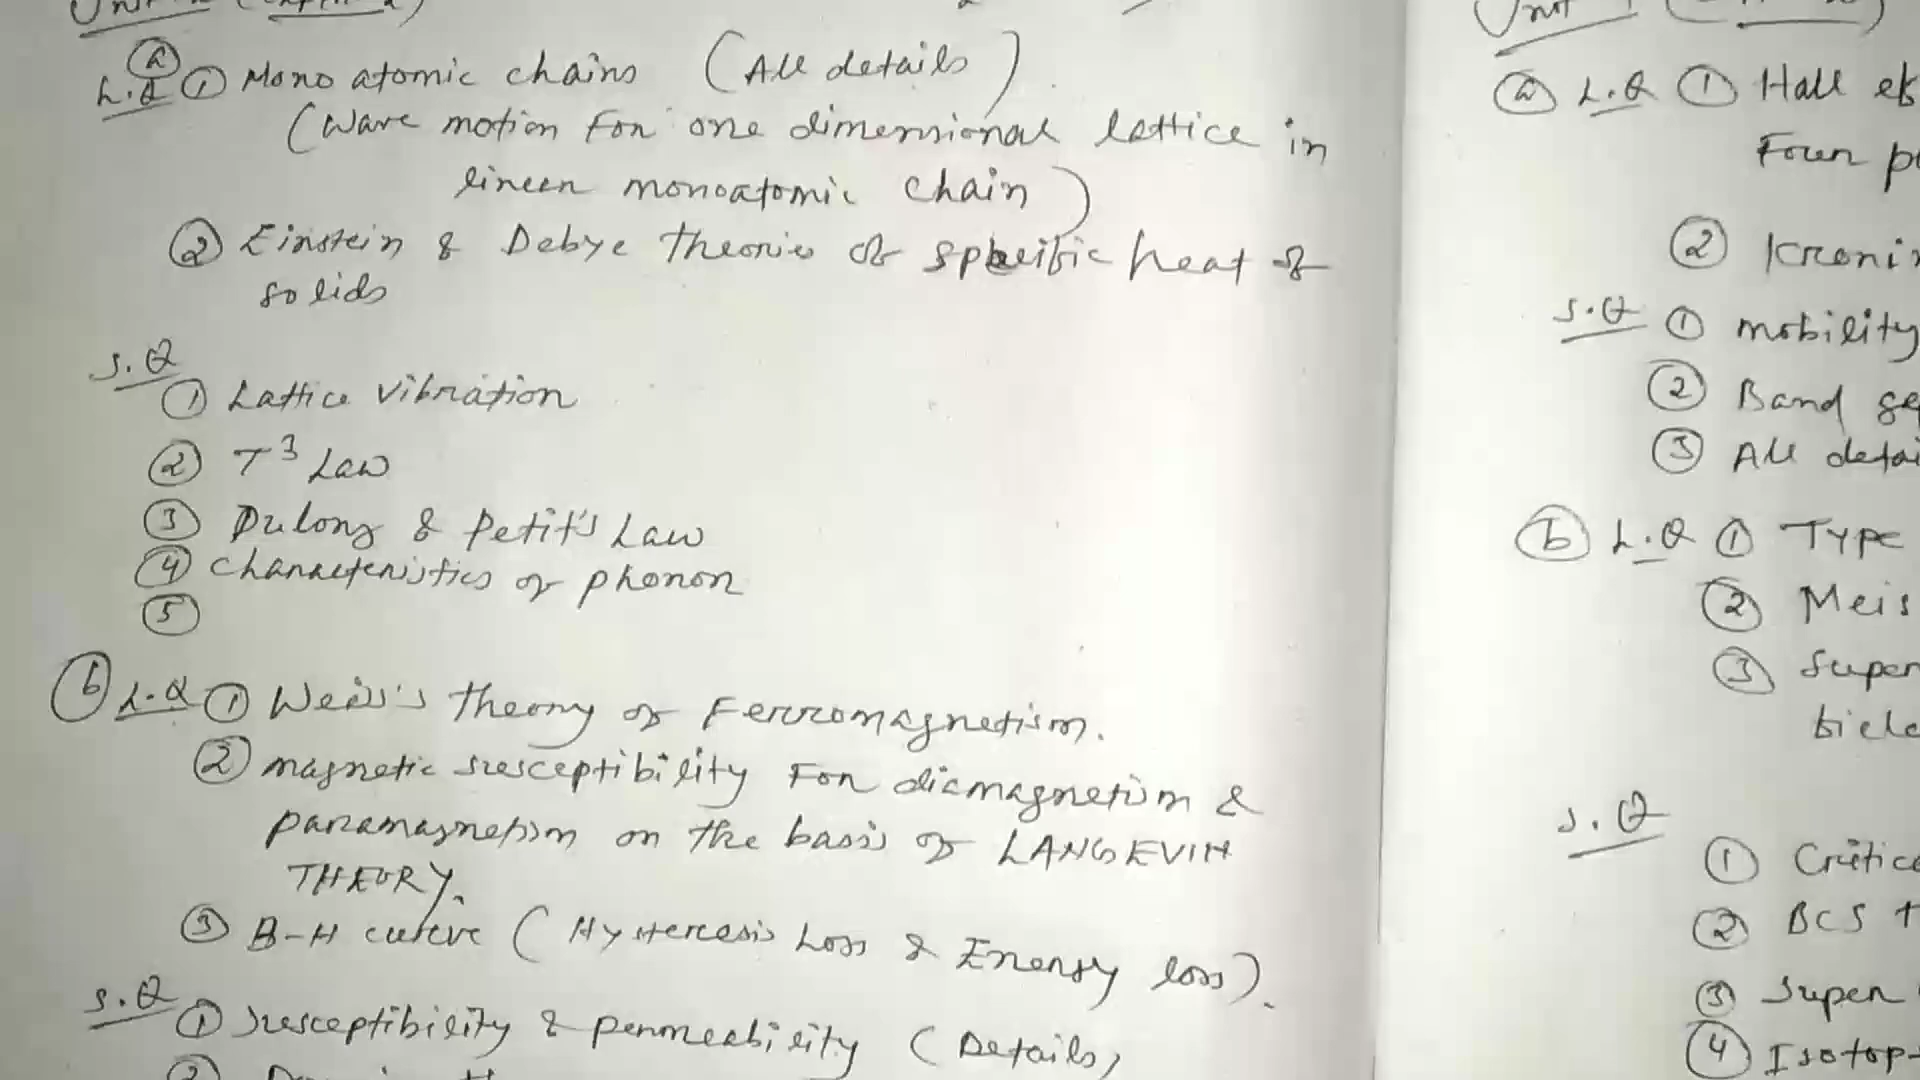 (a)
L.Q (1) Mono atomic chains (All details)
(Wave motion for one dimensional lattice in
linear monoatomic chain)
(2) Einstein & Debye theories of specific heat of
solids
S.Q
(1) Lattice vibration
(2) T³ Law
(3) Dulong & Petit's Law
(4) characteristics of phonon
(5)
(b) L.Q (1) Weiss's theory of Ferromagnetism.
(2) magnetic susceptibility For diamagnetism &
paramagnetism on the basis of LANGEVIN
THEORY.
(3) B-H curve (Hysteresis Loss & Energy loss).
S.Q (1) Susceptibility & permeability (Details)
(2)
Unit
(a) L.Q (1) Hall ef
Four p
(2) Kroni
S.Q (1) mobility
(2) Band ga
(3) All detai
(b) L.Q (1) Type
(2) Meis
(3) Super
S.Q
(1) Critica
(2) BCS t
(3) Super
(4) Isotop